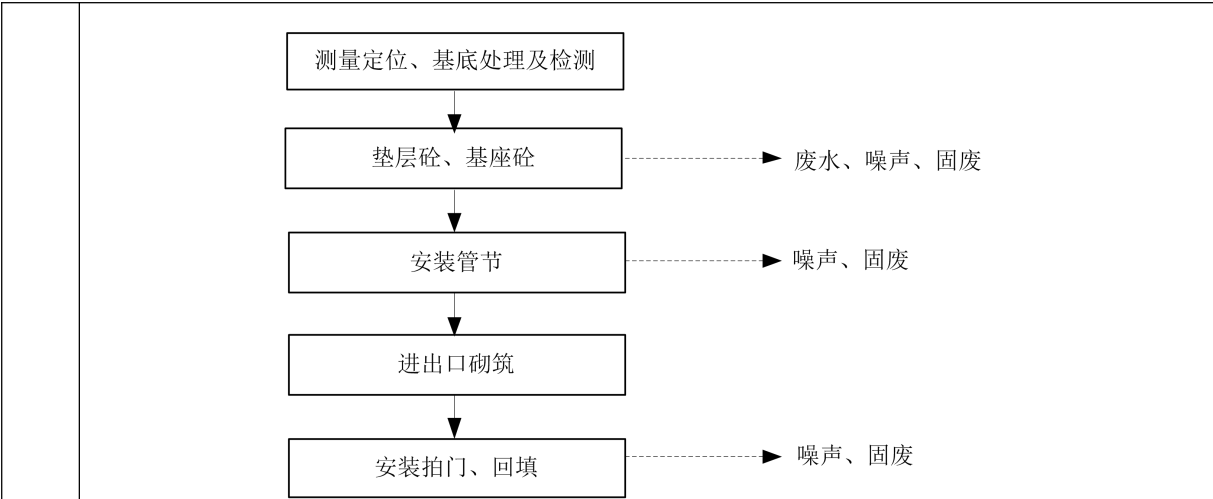 测量定位、基底处理及检测
垫层砼、基座砼
废水、噪声、固废
安装管节
噪声、固废
进出口砌筑
安装拍门、回填
噪声、固废